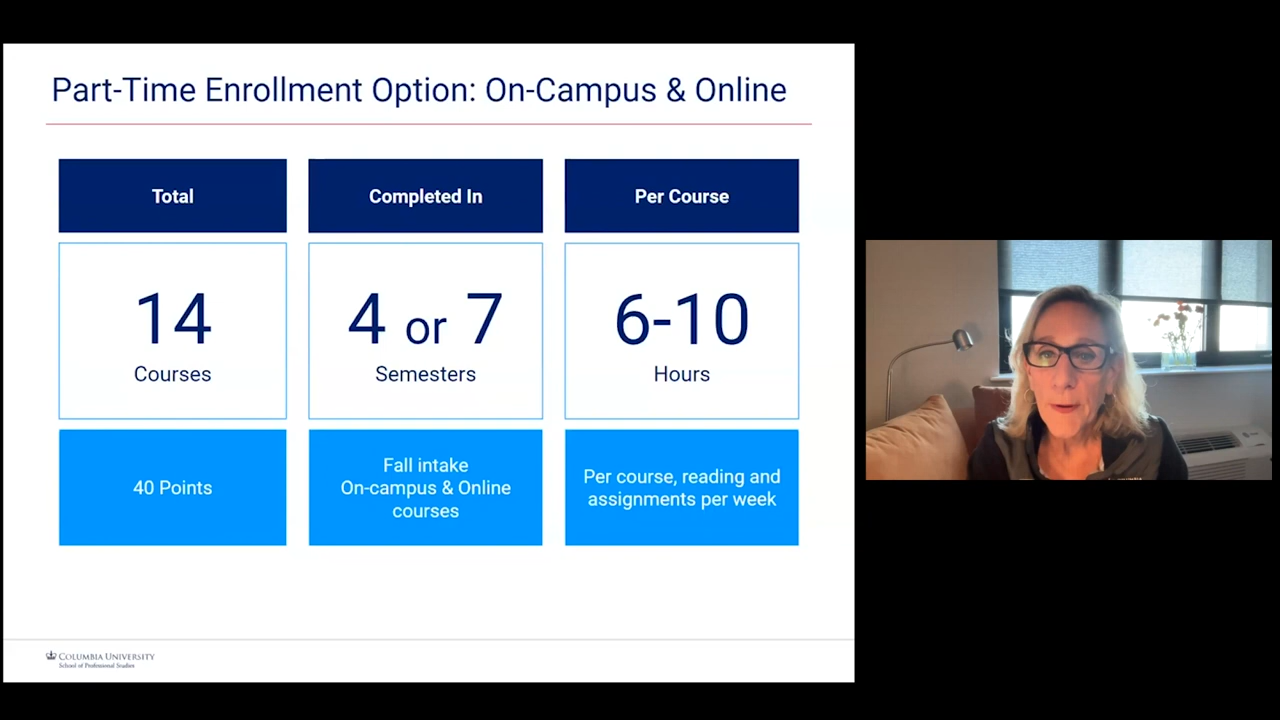 Part-Time Enrollment Option: On-Campus & Online
Total
Completed In
Per Course
14
Courses
4 or 7
Semesters
6-10
Hours
40 Points
Fall intake
On-campus & Online
courses
Per course, reading and
assignments per week
COLUMBIA UNIVERSITY
School of Professional Studies